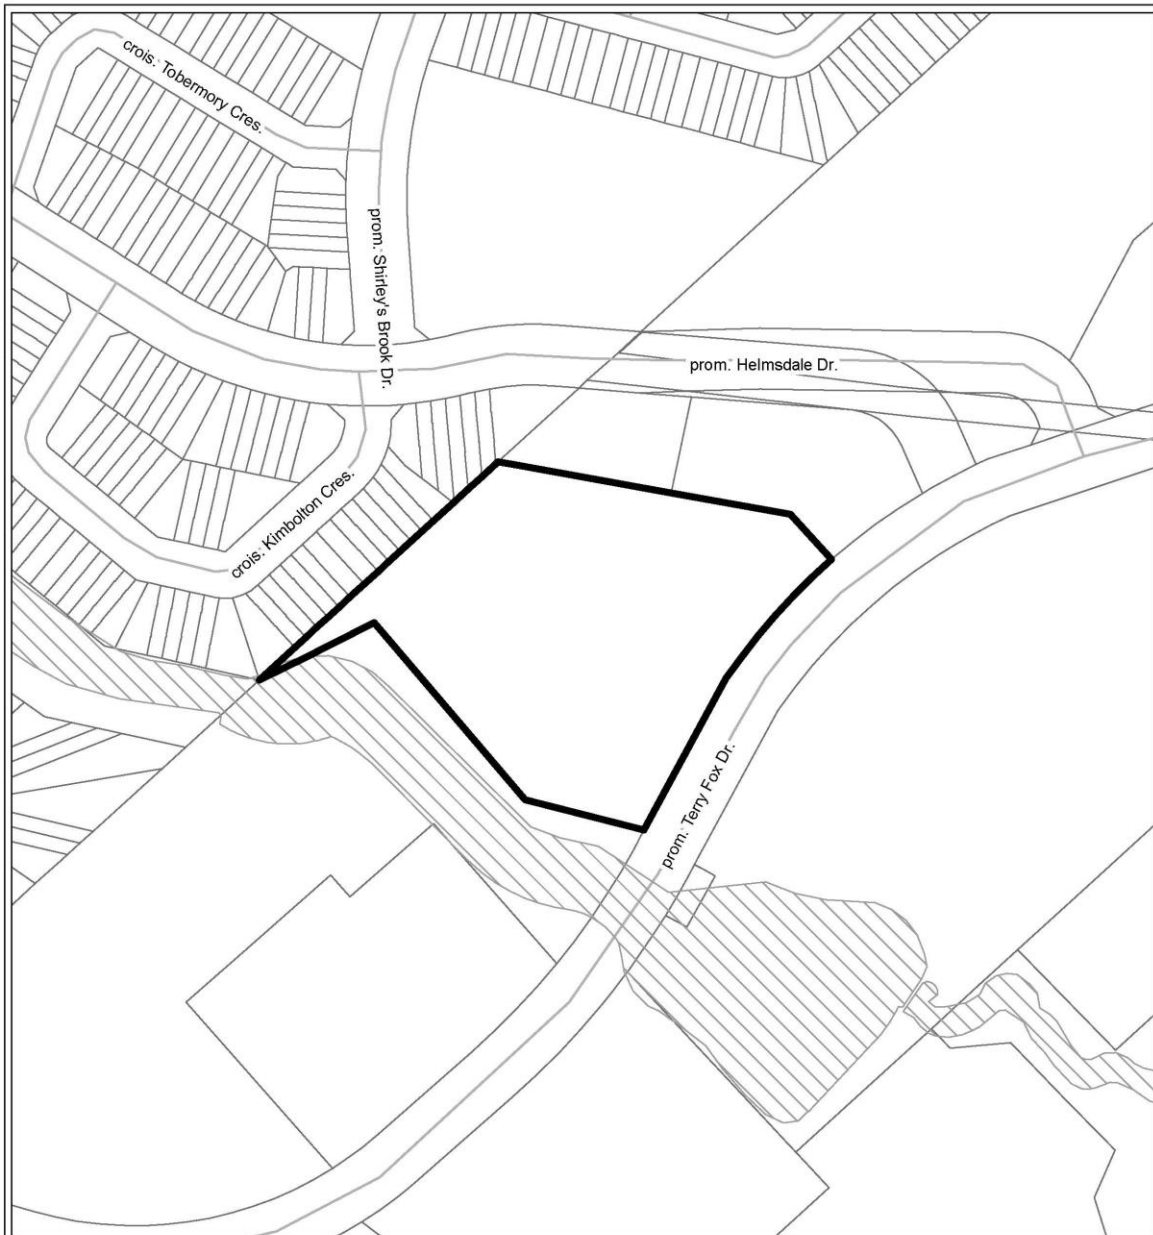 crois. Tobermory Cres.
prom. Shirley's Brook Dr.
prom. Helmsdale Dr.
crois. Kimbolton Cres.
prom. Terry Fox Dr.